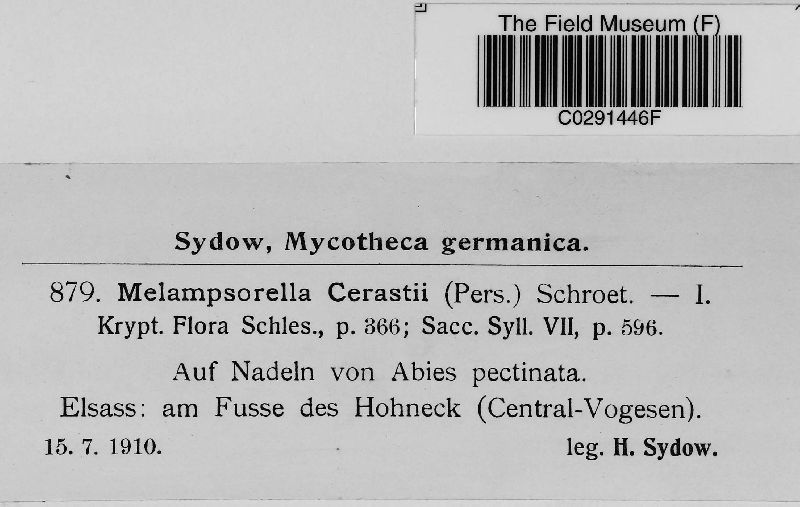 The Field Museum (F)
C0291446F
Sydow, Mycotheca germanica.
879. Melampsorella Cerastii (Pers.) Schroet. — I.
Krypt. Flora Schles., p. 366; Sacc. Syll. VII, p. 596.
Auf Nadeln von Abies pectinata.
Elsass: am Fusse des Hohneck (Central-Vogesen).
15. 7. 1910. leg. H. Sydow.